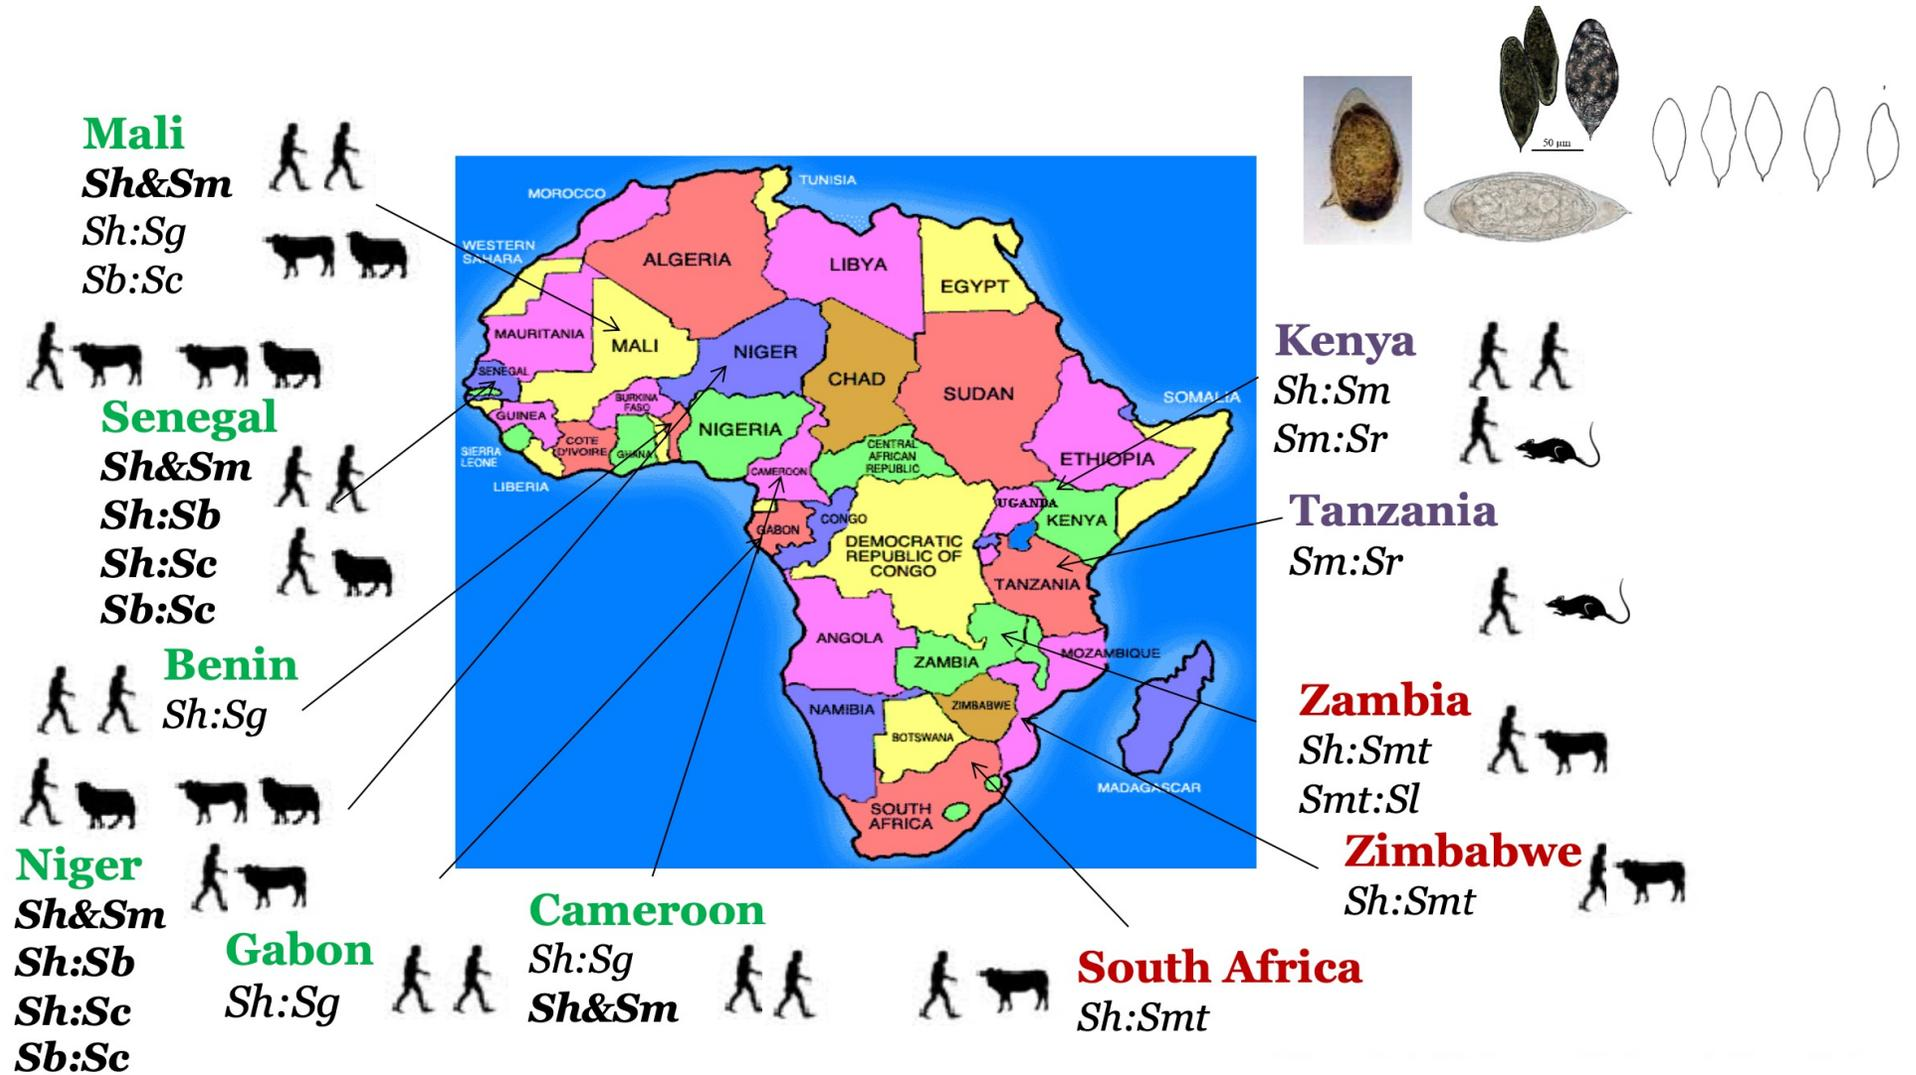 50 µm
Mali
Sh&Sm
Sh:Sg
Sb:Sc
Senegal
Sh&Sm
Sh:Sb
Sh:Sc
Sb:Sc
Benin
Sh:Sg
Niger
Sh&Sm
Sh:Sb
Sh:Sc
Sb:Sc
Gabon
Sh:Sg
Cameroon
Sh:Sg
Sh&Sm
South Africa
Sh:Smt
Kenya
Sh:Sm
Sm:Sr
Tanzania
Sm:Sr
Zambia
Sh:Smt
Smt:Sl
Zimbabwe
Sh:Smt
TUNISIA
MOROCCO
WESTERN
SAHARA
ALGERIA
LIBYA
EGYPT
MAURITANIA
MALI
NIGER
CHAD
SUDAN
SENEGAL
GUINEA
BURKINA
FASO
SIERRA
LEONE
COTE
D'IVOIRE
GHANA
LIBERIA
NIGERIA
CAMEROON
CENTRAL
AFRICAN
REPUBLIC
ETHIOPIA
SOMALIA
UGANDA
KENYA
GABON
CONGO
DEMOCRATIC
REPUBLIC OF
CONGO
TANZANIA
ANGOLA
ZAMBIA
MOZAMBIQUE
NAMIBIA
ZIMBABWE
BOTSWANA
MADAGASCAR
SOUTH
AFRICA